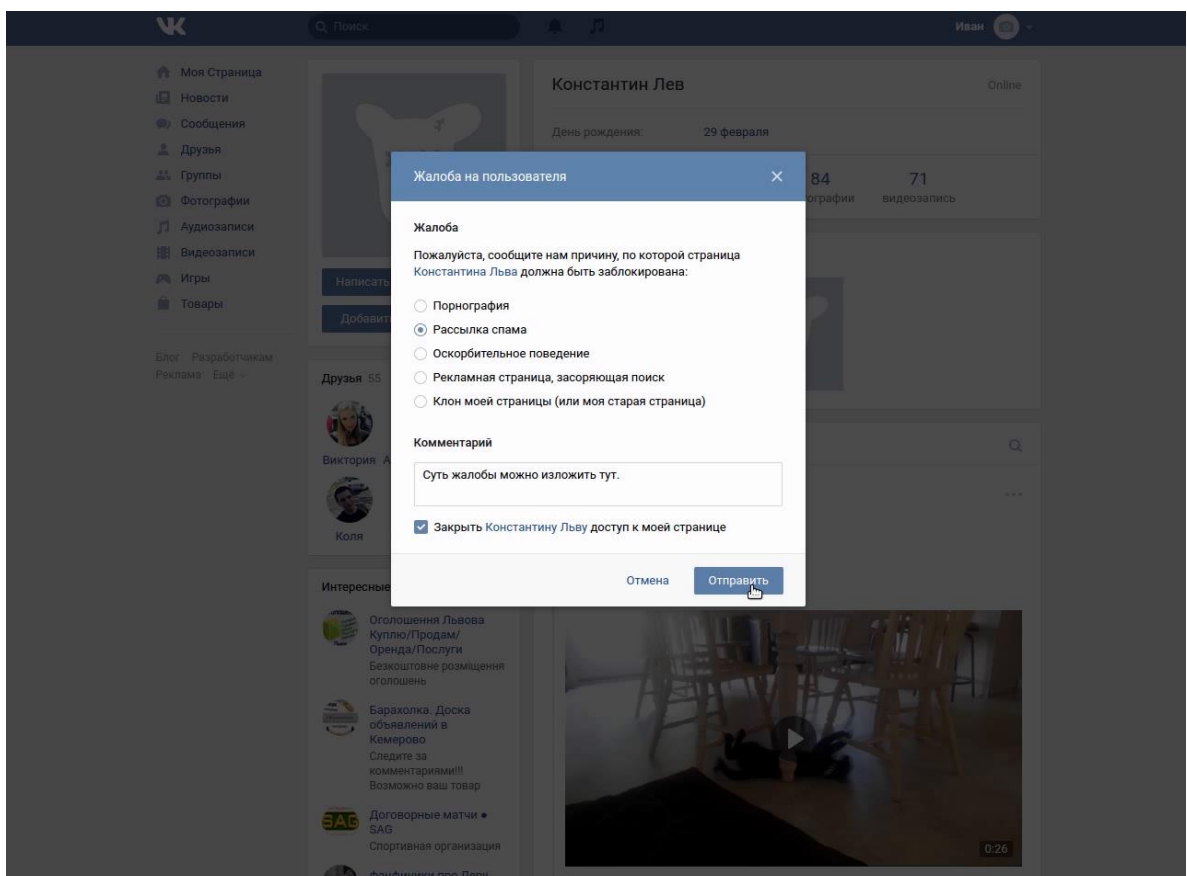 Поиск
Иван
Моя Страница
Новости
Сообщения
Друзья
Группы
Фотографии
Аудиозаписи
Видеозаписи
Игры
Товары
Блог Разработчикам
Реклама Ещё
Константин Лев
Online
День рождения: 29 февраля
84
71
ографии
видеозапись
Написать
Добавит
Друзья 55
Виктория А
Коля
Жалоба на пользователя
Жалоба
Пожалуйста, сообщите нам причину, по которой страница
Константина Льва должна быть заблокирована:
Порнография
Рассылка спама
Оскорбительное поведение
Рекламная страница, засоряющая поиск
Клон моей страницы (или моя старая страница)
Комментарий
Суть жалобы можно изложить тут.
Закрыть Константину Льву доступ к моей странице
Отмена
Отправить
Интересные
Оголошення Львова
Куплю/Продам/
Оренда/Послуги
Безкоштовне розміщення
оголошень
Барахолка. Доска
объявлений в
Кемерово
Следите за
комментариями!!!
Возможно ваш товар
SAG
Договорные матчи ●
SAG
Спортивная организация
0:26